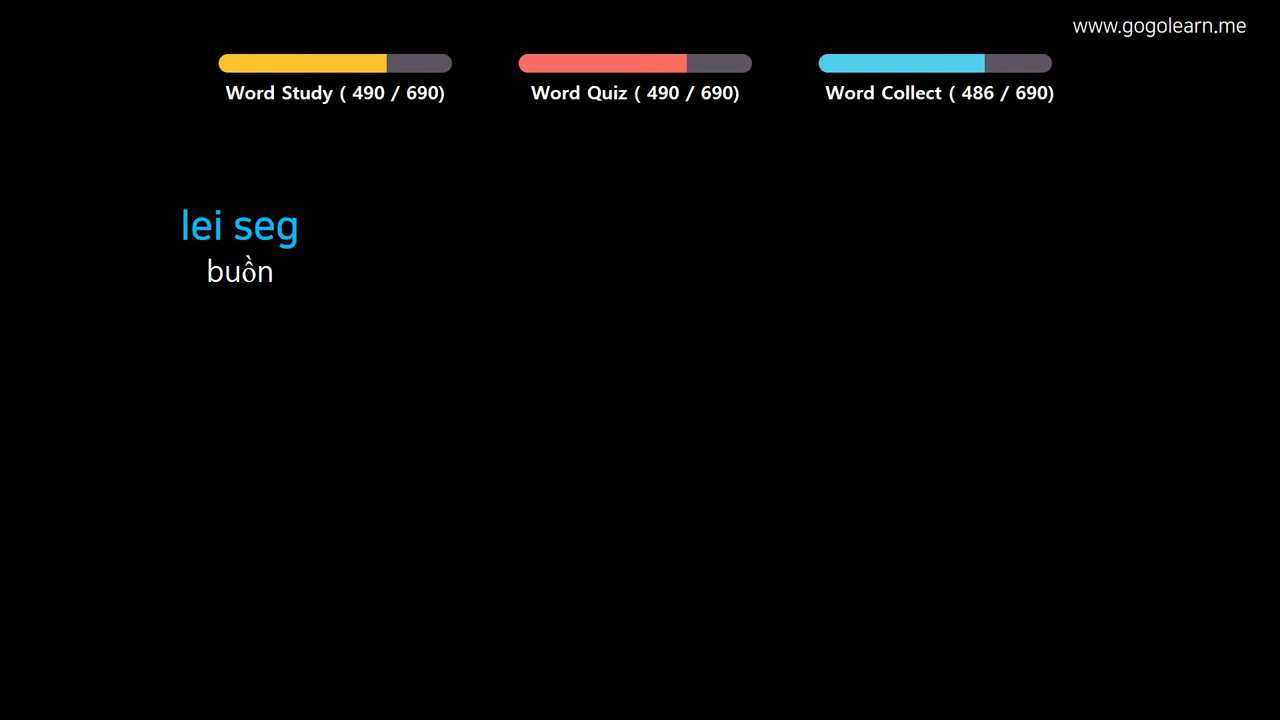 www.gogolearn.me
Word Study ( 490 / 690)
Word Quiz ( 490 / 690)
Word Collect ( 486 / 690)
lei seg
buồn